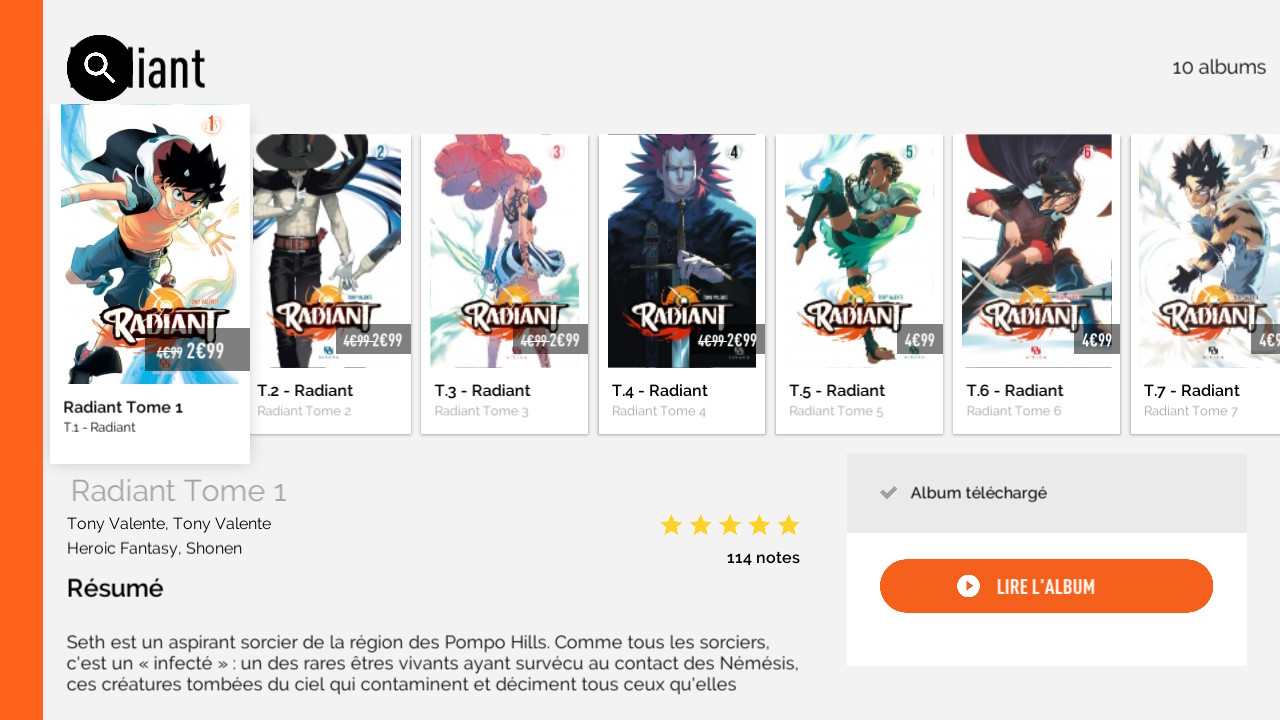 diant
10 albums
1
2
3
4
5
6
7
TONY VALENTE
RADIANT
4€99 2€99
RADIANT
4€99 2€99
RADIANT
4€99 2€99
TONY VALENTE
RADIANT
4€99 2€99
TONY VALENTE
RADIANT
4€99
RADIANT
4€99
RADIANT
Radiant Tome 1
T.1 - Radiant
T.2 - Radiant
Radiant Tome 2
T.3 - Radiant
Radiant Tome 3
T.4 - Radiant
Radiant Tome 4
T.5 - Radiant
Radiant Tome 5
T.6 - Radiant
Radiant Tome 6
T.7 - Radiant
Radiant Tome 7
Radiant Tome 1
Tony Valente, Tony Valente
Heroic Fantasy, Shonen
114 notes
Résumé
Seth est un aspirant sorcier de la région des Pompo Hills. Comme tous les sorciers,
c'est un « infecté » : un des rares êtres vivants ayant survécu au contact des Némésis,
ces créatures tombées du ciel qui contaminent et déciment tous ceux qu'elles
Album téléchargé
LIRE L'ALBUM